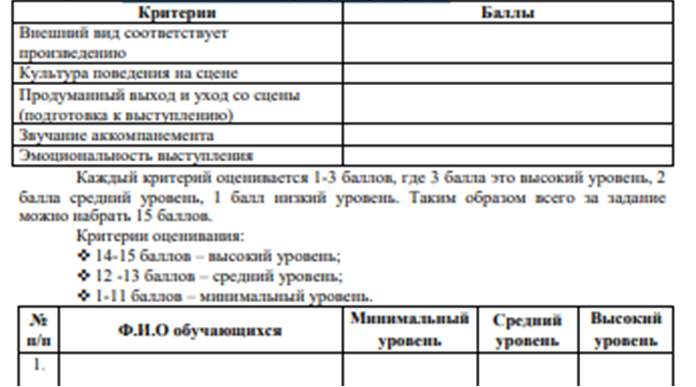 Критерии Баллы
Внешний вид соответствует
произведению
Культура поведения на сцене
Продуманный выход и уход со сцены
(подготовка к выступлению)
Звучание аккомпанемента
Эмоциональность выступления
Каждый критерий оценивается 1-3 баллов, где 3 балла это высокий уровень, 2
балла средний уровень, 1 балл низкий уровень. Таким образом всего за задание
можно набрать 15 баллов.
Критерии оценивания:
❖ 14-15 баллов – высокий уровень;
❖ 12 -13 баллов – средний уровень;
❖ 1-11 баллов – минимальный уровень.
№ п/п Ф.И.О обучающихся Минимальный уровень Средний уровень Высокий уровень
1.